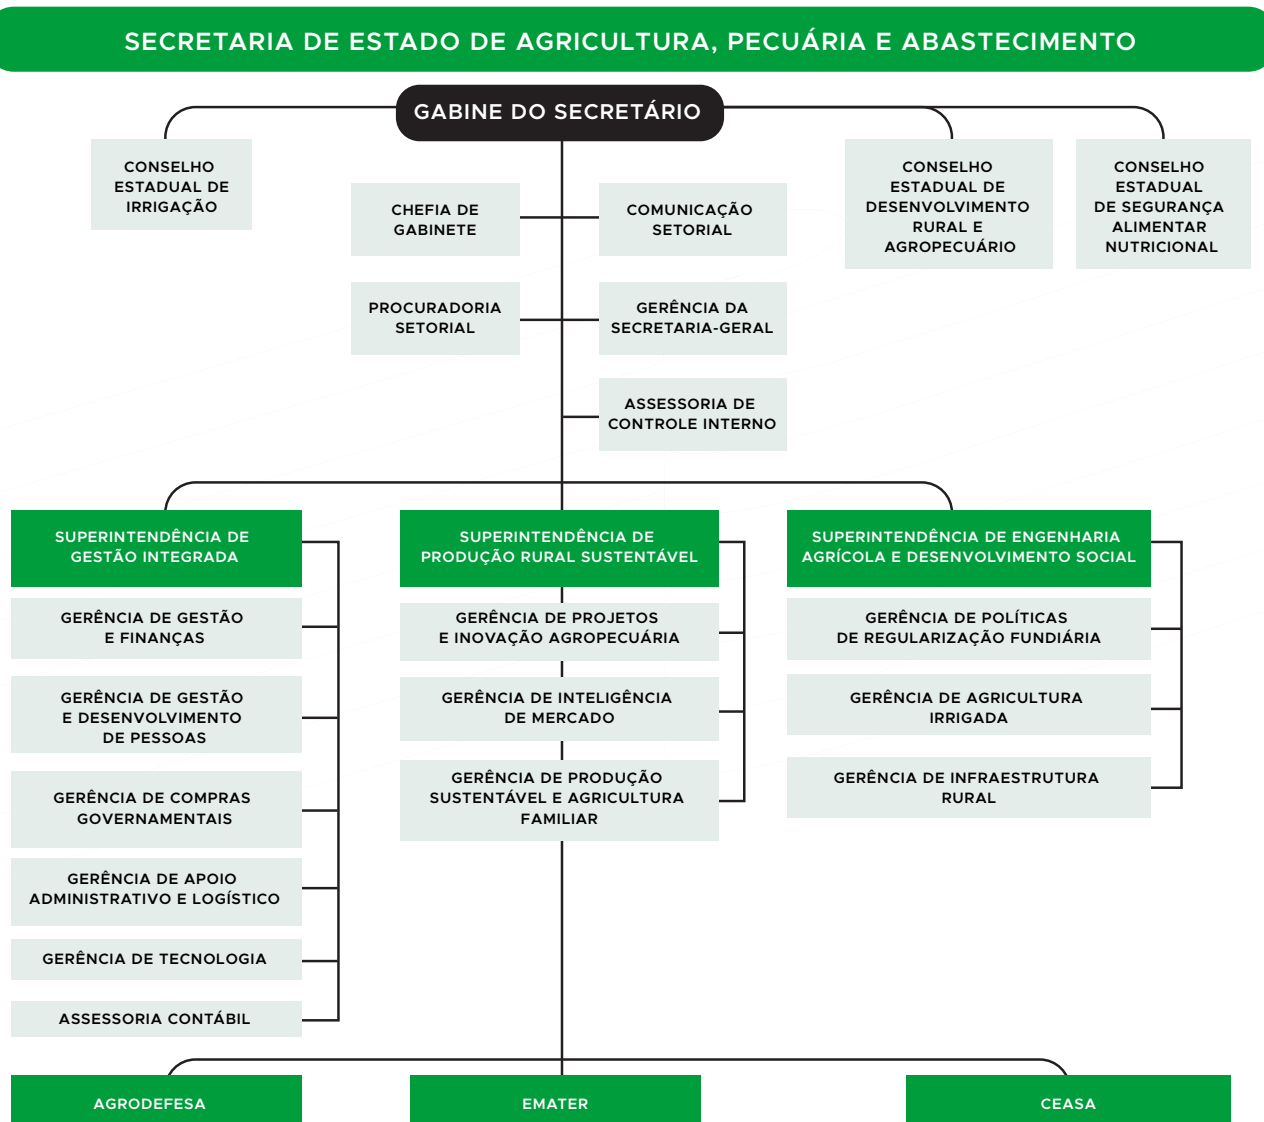 SECRETARIA DE ESTADO DE AGRICULTURA, PECUÁRIA E ABASTECIMENTO
GABINE DO SECRETÁRIO
CONSELHO
ESTADUAL DE
IRRIGAÇÃO
CHEFIA DE
GABINETE
COMUNICAÇÃO
SETORIAL
CONSELHO
ESTADUAL DE
DESENVOLVIMENTO
RURAL E
AGROPECUÁRIO
CONSELHO
ESTADUAL
DE SEGURANÇA
ALIMENTAR
NUTRICIONAL
PROCURADORIA
SETORIAL
GERÊNCIA DA
SECRETARIA-GERAL
ASSESSORIA DE
CONTROLE INTERNO
SUPERINTENDÊNCIA DE
GESTÃO INTEGRADA
GERÊNCIA DE GESTÃO
E FINANÇAS
GERÊNCIA DE GESTÃO
E DESENVOLVIMENTO
DE PESSOAS
GERÊNCIA DE COMPRAS
GOVERNAMENTAIS
GERÊNCIA DE APOIO
ADMINISTRATIVO E LOGÍSTICO
GERÊNCIA DE TECNOLOGIA
ASSESSORIA CONTÁBIL
SUPERINTENDÊNCIA DE
PRODUÇÃO RURAL SUSTENTÁVEL
GERÊNCIA DE PROJETOS
E INOVAÇÃO AGROPECUÁRIA
GERÊNCIA DE INTELIGÊNCIA
DE MERCADO
GERÊNCIA DE PRODUÇÃO
SUSTENTÁVEL E AGRICULTURA
FAMILIAR
SUPERINTENDÊNCIA DE ENGENHARIA
AGRÍCOLA E DESENVOLVIMENTO SOCIAL
GERÊNCIA DE POLÍTICAS
DE REGULARIZAÇÃO FUNDIÁRIA
GERÊNCIA DE AGRICULTURA
IRRIGADA
GERÊNCIA DE INFRAESTRUTURA
RURAL
AGRODEFESA
EMATER
CEASA